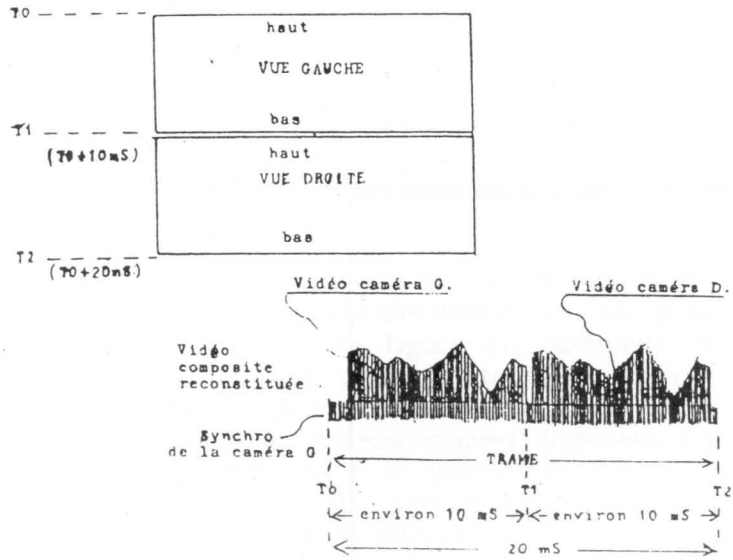 T0
haut
VUE GAUCHE
bas
T1
(T0+10mS)
haut
VUE DROITE
bas
T2
(T0+20mS)
Vidéo caméra G.
Vidéo caméra D.
Vidéo
composite
reconstituée
Synchro
de la caméra G
TRAME
T0
T1
T2
environ 10 mS
environ 10 mS
20 mS